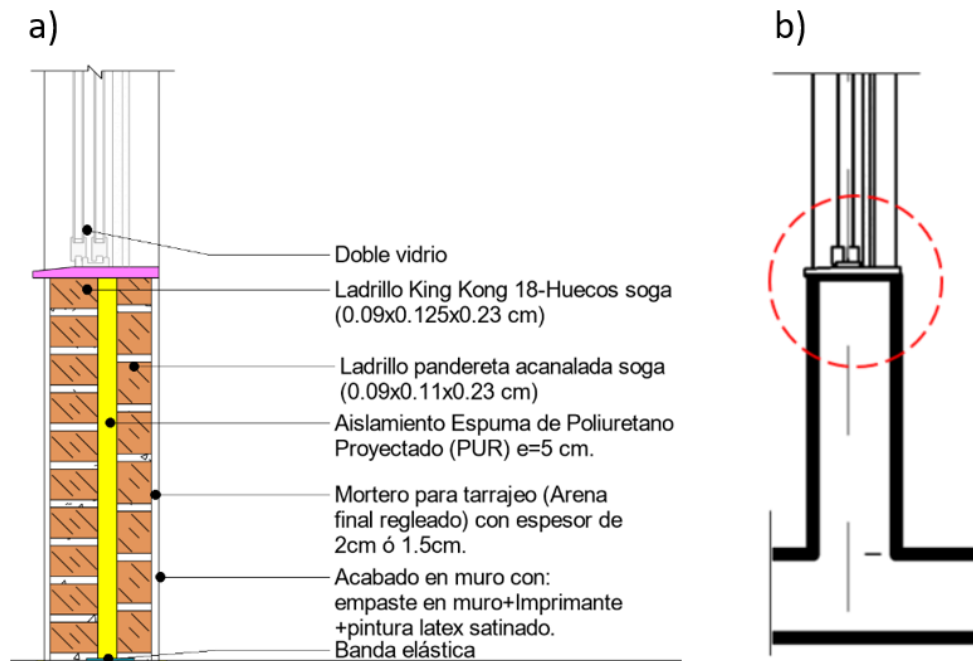 a)
b)
Doble vidrio
Ladrillo King Kong 18-Huecos soga
(0.09x0.125x0.23 cm)
Ladrillo pandereta acanalada soga
(0.09x0.11x0.23 cm)
Aislamiento Espuma de Poliuretano
Proyectado (PUR) e=5 cm.
Mortero para tarrajeo (Arena
final regleado) con espesor de
2cm ó 1.5cm.
Acabado en muro con:
empaste en muro+Imprimante
+pintura latex satinado.
Banda elástica